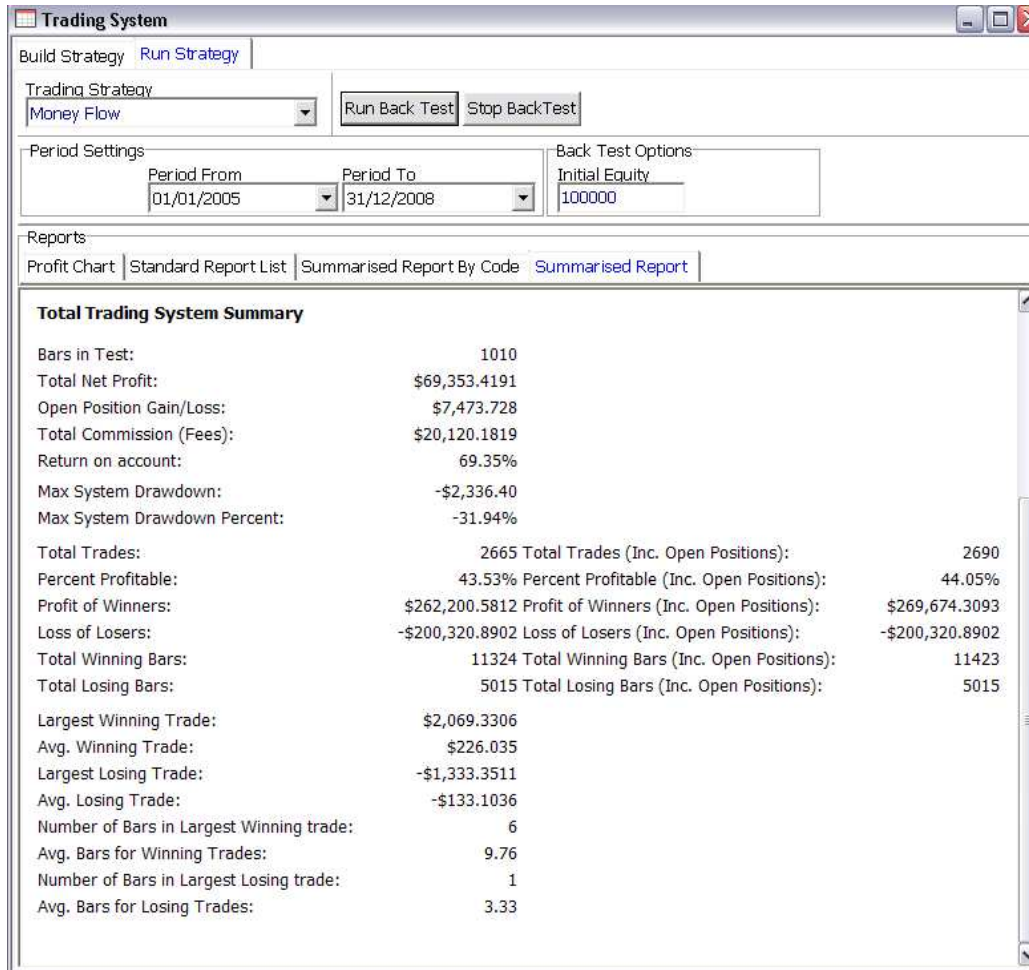 Trading System
Build Strategy Run Strategy
Trading Strategy
Money Flow
Run Back Test Stop BackTest
Period Settings
Back Test Options
Period From Period To Initial Equity
01/01/2005 31/12/2008 100000
Reports
Profit Chart Standard Report List Summarised Report By Code Summarised Report
Total Trading System Summary
Bars in Test: 1010
Total Net Profit: $69,353.4191
Open Position Gain/Loss: $7,473.728
Total Commission (Fees): $20,120.1819
Return on account: 69.35%
Max System Drawdown: -$2,336.40
Max System Drawdown Percent: -31.94%
Total Trades: 2665 Total Trades (Inc. Open Positions): 2690
Percent Profitable: 43.53% Percent Profitable (Inc. Open Positions): 44.05%
Profit of Winners: $262,200.5812 Profit of Winners (Inc. Open Positions): $269,674.3093
Loss of Losers: -$200,320.8902 Loss of Losers (Inc. Open Positions): -$200,320.8902
Total Winning Bars: 11324 Total Winning Bars (Inc. Open Positions): 11423
Total Losing Bars: 5015 Total Losing Bars (Inc. Open Positions): 5015
Largest Winning Trade: $2,069.3306
Avg. Winning Trade: $226.035
Largest Losing Trade: -$1,333.3511
Avg. Losing Trade: -$133.1036
Number of Bars in Largest Winning trade: 6
Avg. Bars for Winning Trades: 9.76
Number of Bars in Largest Losing trade: 1
Avg. Bars for Losing Trades: 3.33